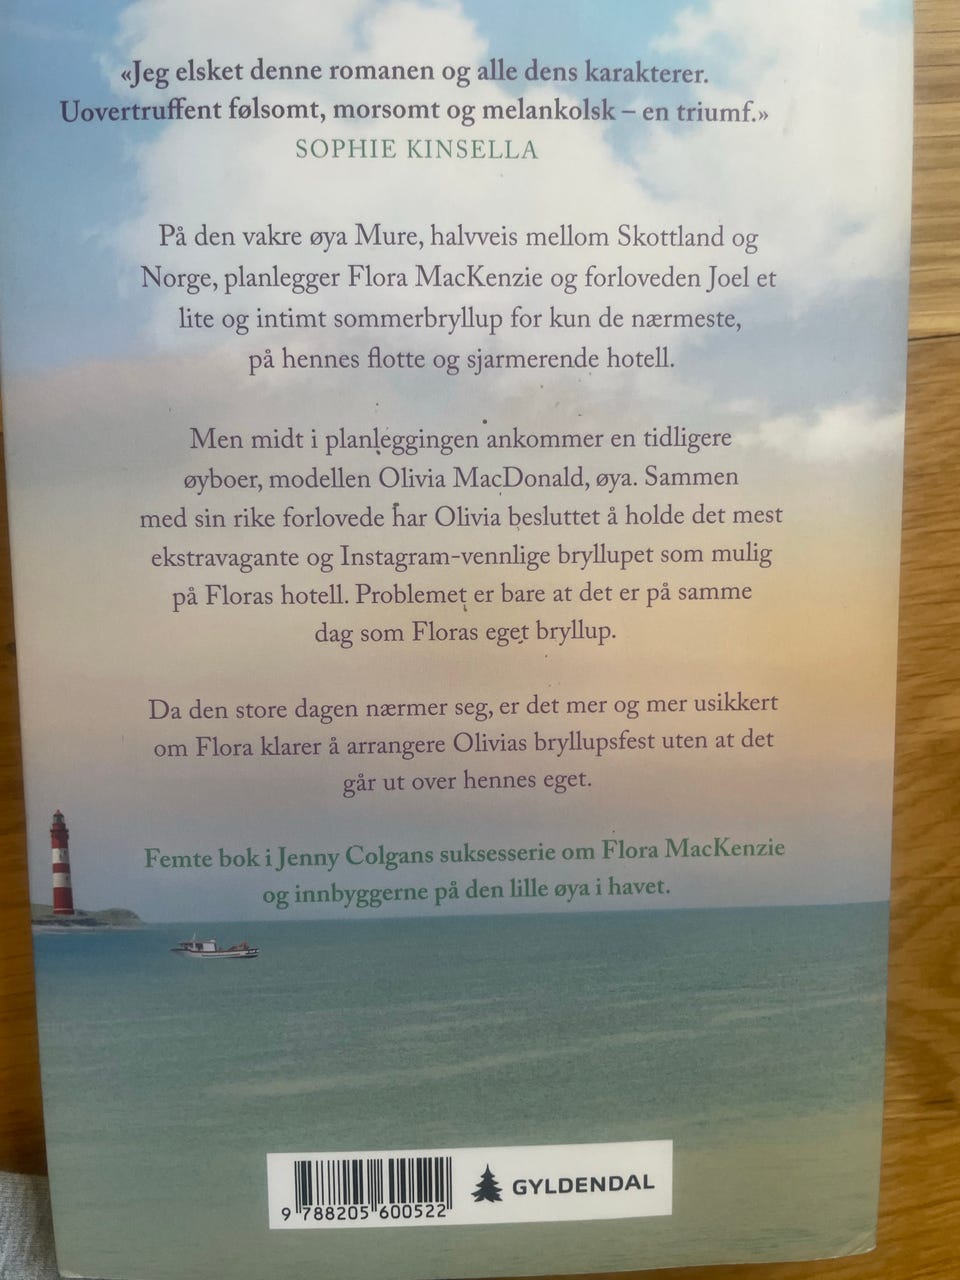 «Jeg elsket denne romanen og alle dens karakterer.
Uovertruffent følsomt, morsomt og melankolsk – en triumf.»
SOPHIE KINSELLA
På den vakre øya Mure, halvveis mellom Skottland og
Norge, planlegger Flora MacKenzie og forloveden Joel et
lite og intimt sommerbryllup for kun de nærmeste,
på hennes flotte og sjarmerende hotell.
Men midt i planleggingen ankommer en tidligere
øyboer, modellen Olivia MacDonald, øya. Sammen
med sin rike forlovede har Olivia besluttet å holde det mest
ekstravagante og Instagram-vennlige bryllupet som mulig
på Floras hotell. Problemet er bare at det er på samme
dag som Floras eget bryllup.
Da den store dagen nærmer seg, er det mer og mer usikkert
om Flora klarer å arrangere Olivias bryllupsfest uten at det
går ut over hennes eget.
Femte bok i Jenny Colgans suksesserie om Flora MacKenzie
og innbyggerne på den lille øya i havet.
9 788205 600522
GYLDENDAL